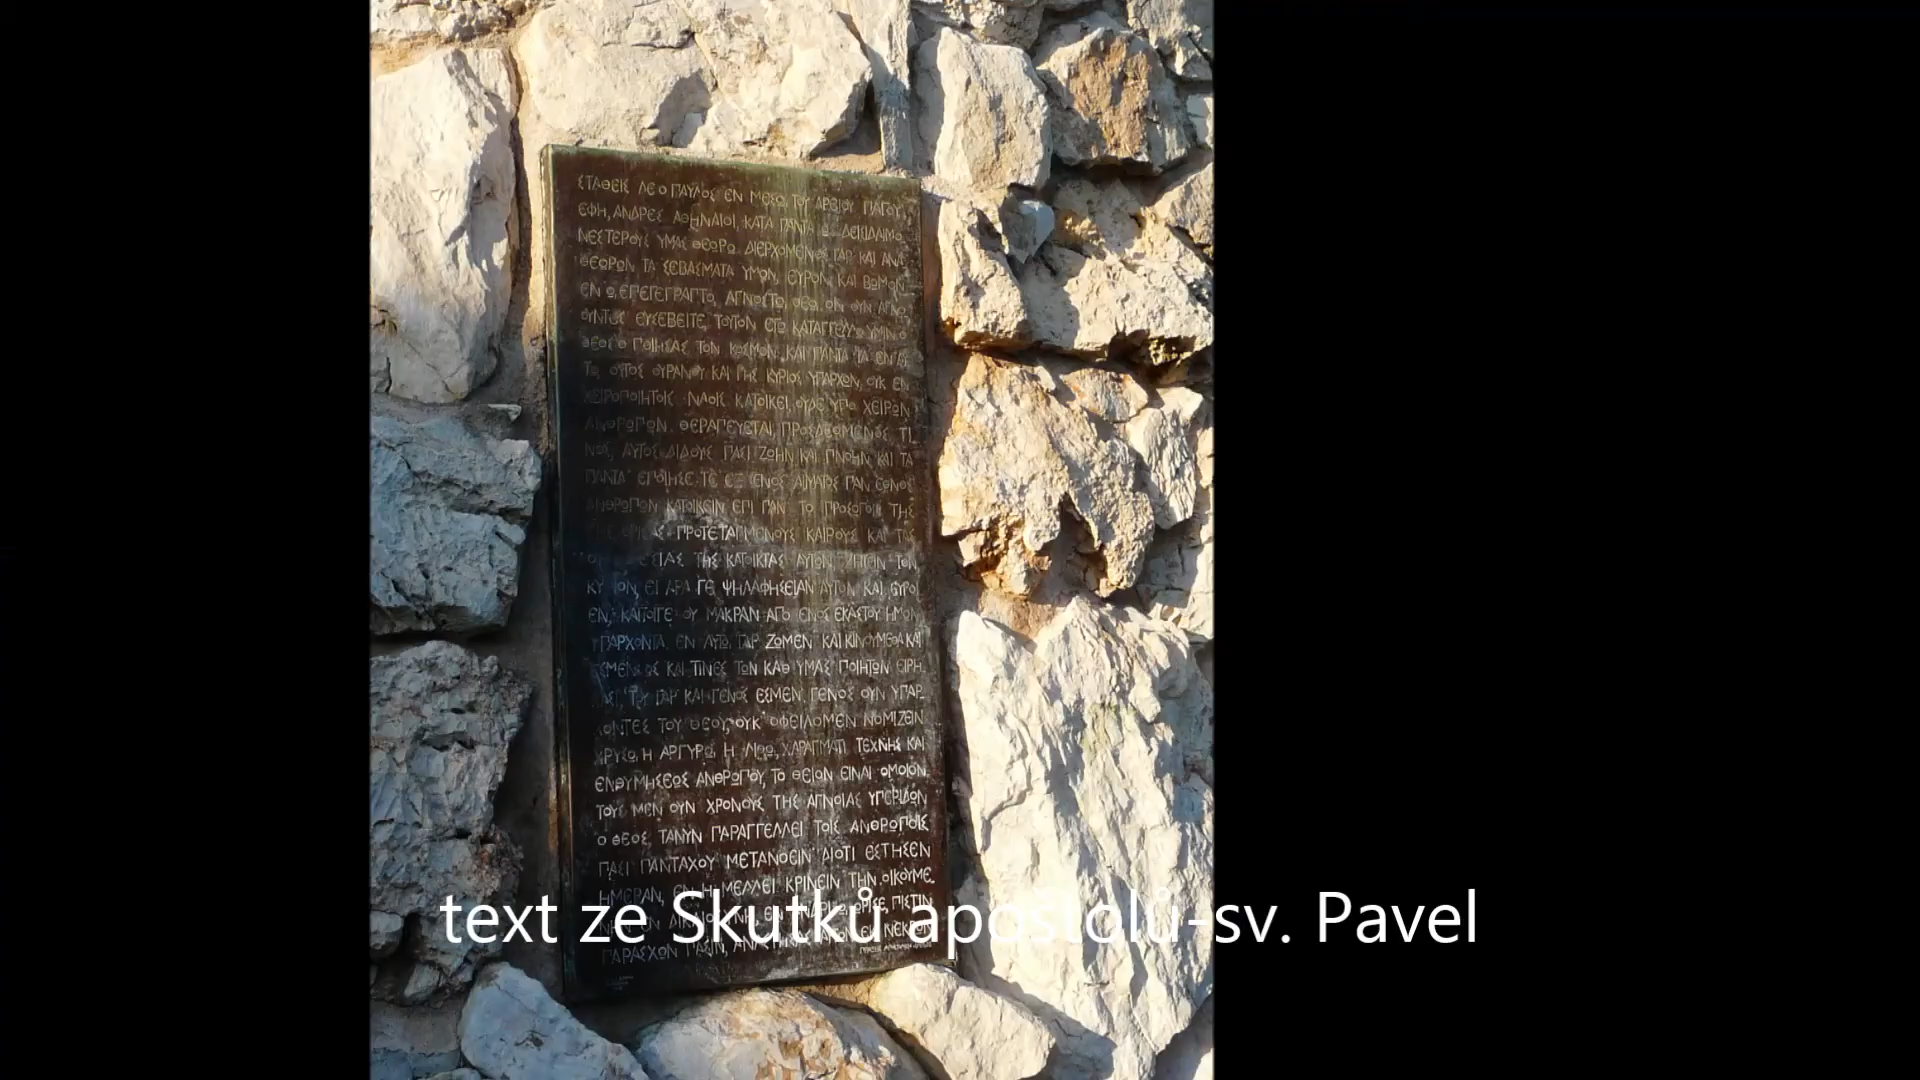 ΣΤΑΘΕΙΣ ΔΕ Ο ΠΑΥΛΟΣ ΕΝ ΜΕΣΩ, ΤΟΥ ΑΡΕΙΟΥ ΠΑΓΟΥ,
ΕΦΗ, ΑΝΔΡΕΣ ΑΘΗΝΑΙΟΙ, ΚΑΤΑ ΠΑΝΤΑ ΩΣ ΔΕΙΣΙΔΑΙΜΟ
ΝΕΣΤΕΡΟΥΣ ΥΜΑΣ ΘΕΩΡΩ. ΔΙΕΡΧΟΜΕΝΟΣ ΓΑΡ ΚΑΙ ΑΝΑ
ΘΕΩΡΩΝ ΤΑ ΣΕΒΑΣΜΑΤΑ ΥΜΩΝ, ΕΥΡΟΝ ΚΑΙ ΒΩΜΟΝ
ΕΝ Ω, ΕΠΕΓΕΓΡΑΠΤΟ, ΑΓΝΩΣΤΩ, ΘΕΩ. ΟΝ ΟΥΝ ΑΓΝΟ
ΟΥΝΤΕΣ ΕΥΣΕΒΕΙΤΕ, ΤΟΥΤΟΝ ΕΓΩ ΚΑΤΑΓΓΕΛΛΩ ΥΜΙΝ. Ο
ΘΕΟΣ Ο ΠΟΙΗΣΑΣ ΤΟΝ ΚΟΣΜΟΝ ΚΑΙ ΠΑΝΤΑ ΤΑ ΕΝ ΑΥ
ΤΩ, ΟΥΤΟΣ ΟΥΡΑΝΟΥ ΚΑΙ ΓΗΣ ΚΥΡΙΟΣ ΥΠΑΡΧΩΝ, ΟΥΚ ΕΝ
ΧΕΙΡΟΠΟΙΗΤΟΙΣ ΝΑΟΙΣ ΚΑΤΟΙΚΕΙ, ΟΥΔΕ ΥΠΟ ΧΕΙΡΩΝ
ΑΝΘΡΩΠΩΝ ΘΕΡΑΠΕΥΕΤΑΙ, ΠΡΟΣΔΕΟΜΕΝΟΣ ΤΙ
ΝΟΣ, ΑΥΤΟΣ ΔΙΔΟΥΣ ΠΑΣΙ ΖΩΗΝ ΚΑΙ ΠΝΟΗΝ ΚΑΙ ΤΑ
ΠΑΝΤΑ ΕΠΟΙΗΣΕ ΤΕ ΕΞ ΕΝΟΣ ΑΙΜΑΤΟΣ ΠΑΝ ΕΘΝΟΣ
ΑΝΘΡΩΠΩΝ ΚΑΤΟΙΚΕΙΝ ΕΠΙ ΠΑΝ ΤΟ ΠΡΟΣΩΠΟΝ ΤΗΣ
ΠΡΟΤΕΤΑΓΜΕΝΟΥΣ ΚΑΙΡΟΥΣ ΚΑΙ ΤΑΣ
ΤΗΣ ΚΑΤΟΙΚΙΑΣ ΑΥΤΩΝ ΖΗΤΕΙΝ ΤΟΝ
ΚΥΡΙΟΝ, ΕΙ ΑΡΑ ΓΕ ΨΗΛΑΦΗΣΕΙΑΝ ΑΥΤΟΝ ΚΑΙ ΕΥΡΟΙ
ΕΝ, ΚΑΙΤΟΙΓΕ ΟΥ ΜΑΚΡΑΝ ΑΠΟ ΕΝΟΣ ΕΚΑΣΤΟΥ ΗΜΩΝ
ΥΠΑΡΧΟΝΤΑ. ΕΝ ΑΥΤΩ, ΓΑΡ ΖΩΜΕΝ ΚΑΙ ΚΙΝΟΥΜΕΘΑ ΚΑΙ
ΕΣΜΕΝ, ΩΣ ΚΑΙ ΤΙΝΕΣ ΤΩΝ ΚΑΘ ΥΜΑΣ ΠΟΙΗΤΩΝ ΕΙΡΗ
ΚΑΣΙ, ΤΟΥ ΓΑΡ ΚΑΙ ΓΕΝΟΣ ΕΣΜΕΝ. ΓΕΝΟΣ ΟΥΝ ΥΠΑΡ
ΧΟΝΤΕΣ ΤΟΥ ΘΕΟΥ, ΟΥΚ ΟΦΕΙΛΟΜΕΝ ΝΟΜΙΖΕΙΝ
ΧΡΥΣΩ, Η ΑΡΓΥΡΩ, Η ΛΙΘΩ, ΧΑΡΑΓΜΑΤΙ ΤΕΧΝΗΣ ΚΑΙ
ΕΝΘΥΜΗΣΕΩΣ ΑΝΘΡΩΠΟΥ, ΤΟ ΘΕΙΟΝ ΕΙΝΑΙ ΟΜΟΙΟΝ.
ΤΟΥΣ ΜΕΝ ΟΥΝ ΧΡΟΝΟΥΣ ΤΗΣ ΑΓΝΟΙΑΣ ΥΠΕΡΙΔΩΝ
Ο ΘΕΟΣ ΤΑΝΥΝ ΠΑΡΑΓΓΕΛΛΕΙ ΤΟΙΣ ΑΝΘΡΩΠΟΙΣ
ΠΑΣΙ ΠΑΝΤΑΧΟΥ ΜΕΤΑΝΟΕΙΝ ΔΙΟΤΙ ΕΣΤΗΣΕΝ
ΗΜΕΡΑΝ, ΕΝ Η ΜΕΛΛΕΙ ΚΡΙΝΕΙΝ ΤΗΝ ΟΙΚΟΥΜΕ
ΩΡΙΣΕ, ΠΙΣΤΙΝ
ΠΑΡΑΣΧΩΝ ΠΑΣΙΝ, ΝΕΚΡΩΝ
text ze Skutků apostolů-sv. Pavel